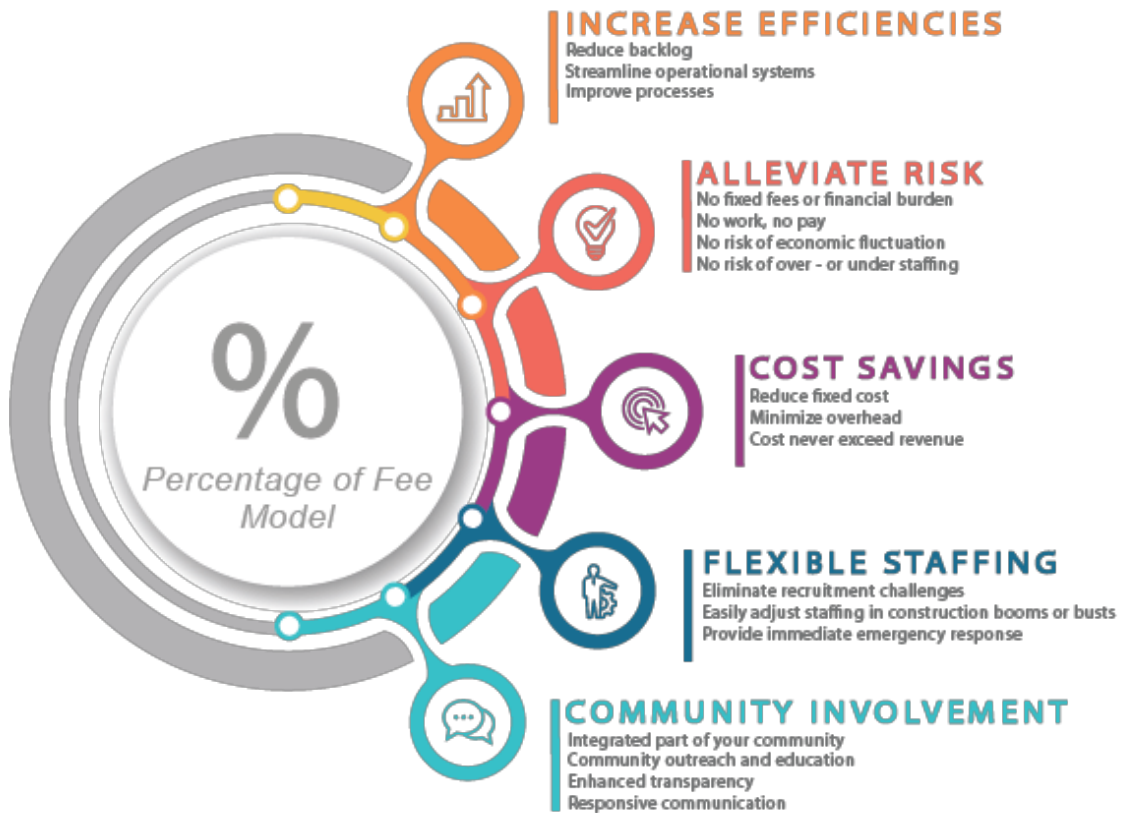 INCREASE EFFICIENCIES
Reduce backlog
Streamline operational systems
Improve processes
ALLEVIATE RISK
No fixed fees or financial burden
No work, no pay
No risk of economic fluctuation
No risk of over - or under staffing
%
Percentage of Fee
Model
COST SAVINGS
Reduce fixed cost
Minimize overhead
Cost never exceed revenue
FLEXIBLE STAFFING
Eliminate recruitment challenges
Easily adjust staffing in construction booms or busts
Provide immediate emergency response
COMMUNITY INVOLVEMENT
Integrated part of your community
Community outreach and education
Enhanced transparency
Responsive communication